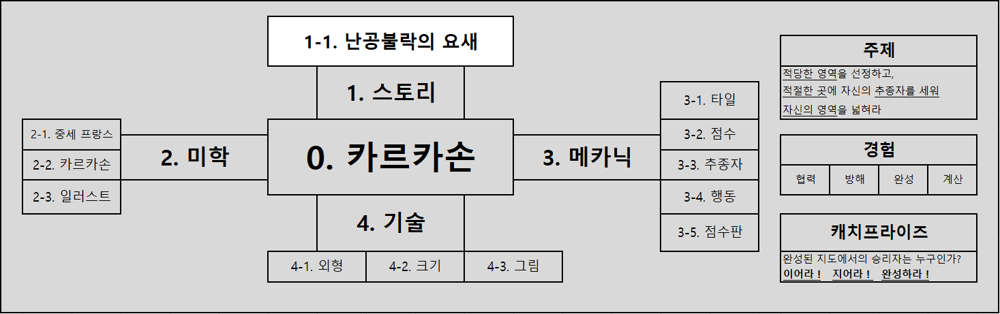 1-1. 난공불락의 요새
1. 스토리
0. 카르카손
2. 미학
2-1. 중세 프랑스
2-2. 카르카손
2-3. 일러스트
3. 메카닉
3-1. 타일
3-2. 점수
3-3. 추종자
3-4. 행동
3-5. 점수판
4. 기술
4-1. 외형
4-2. 크기
4-3. 그림
주제
적당한 영역을 선정하고,
적절한 곳에 자신의 추종자를 세워
자신의 영역을 넓혀라
경험
협력 방해 완성 계산
캐치프라이즈
완성된 지도에서의 승리자는 누구인가?
이어라 ! 지어라 ! 완성하라 !